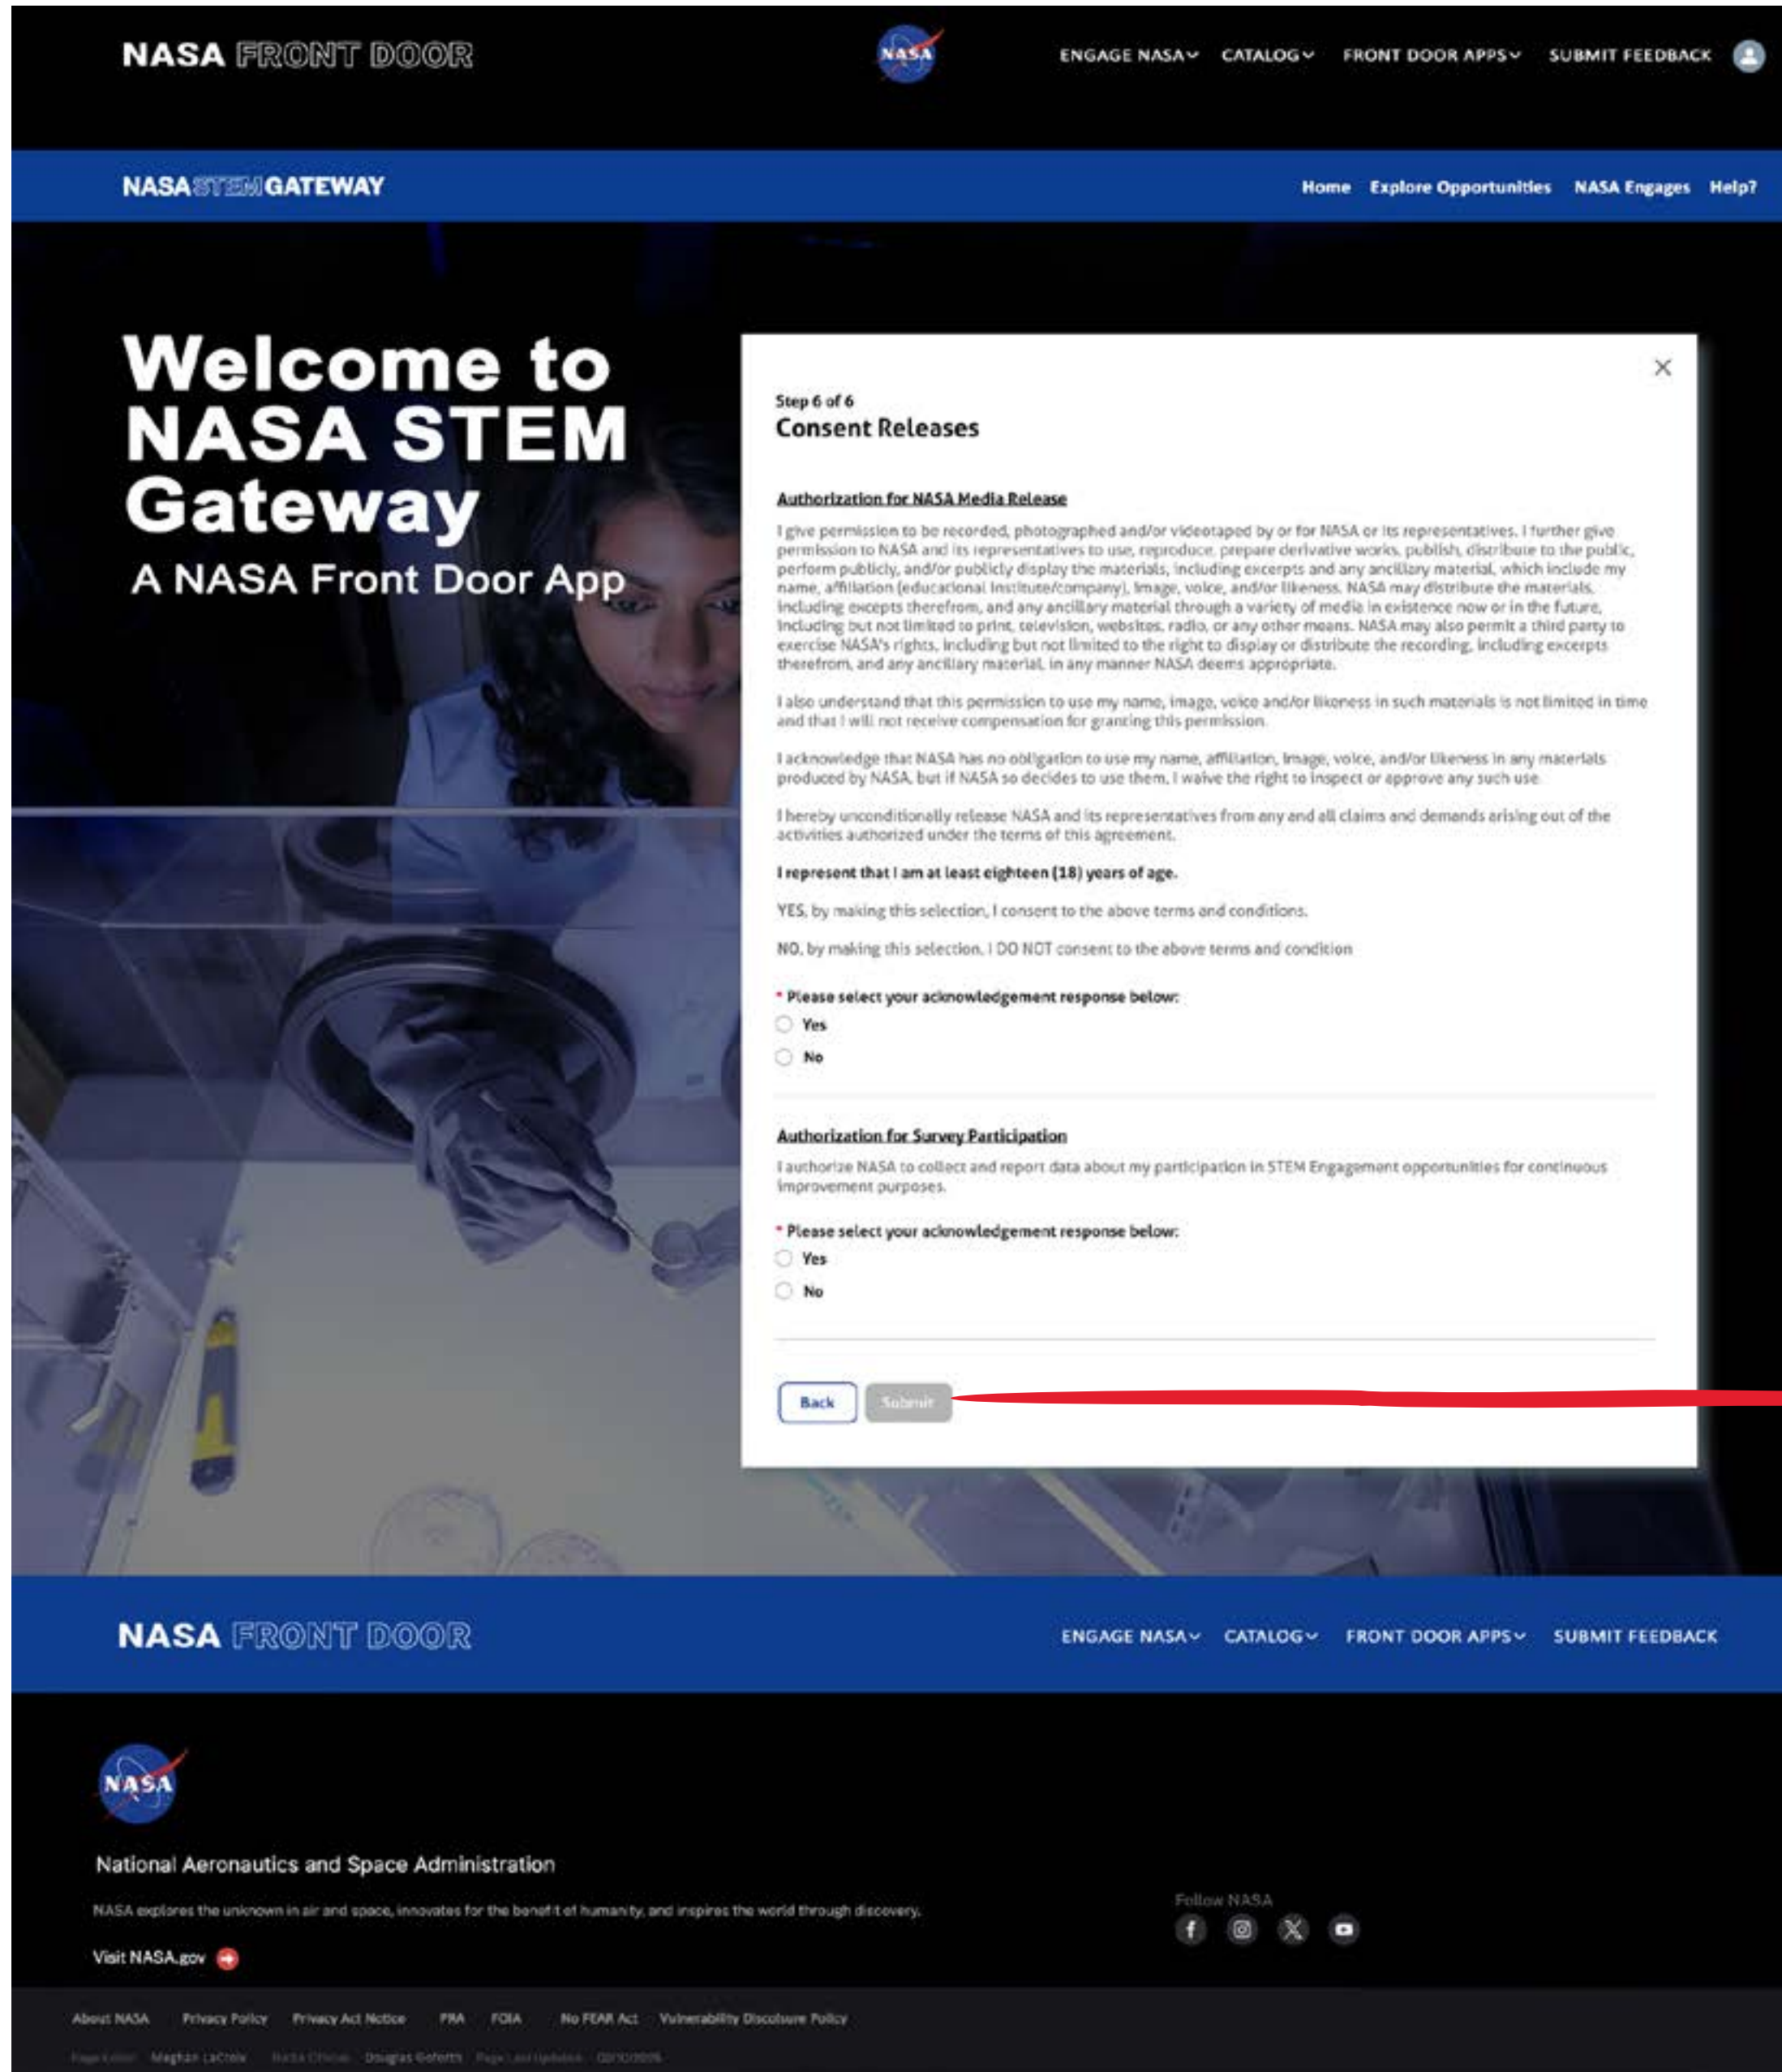 NASA FRONT DOOR
NASA
ENGAGE NASA CATALOG FRONT DOOR APPS SUBMIT FEEDBACK
NASA STEM GATEWAY
Home Explore Opportunities NASA Engages Help?
Welcome to
NASA STEM
Gateway
A NASA Front Door App
Step 6 of 6
Consent Releases
Authorization for NASA Media Release
I give permission to be recorded, photographed and/or videotaped by or for NASA or its representatives. I further give
permission to NASA and its representatives to use, reproduce, prepare derivative works, publish, distribute to the public,
perform publicly, and/or publicly display the materials, including excerpts and any ancillary material, which include my
name, affiliation (educational institute/company), image, voice, and/or likeness. NASA may distribute the materials,
including excepts therefrom, and any ancillary material through a variety of media in existence now or in the future,
including but not limited to print, television, websites, radio, or any other means. NASA may also permit a third party to
exercise NASA's rights, including but not limited to the right to display or distribute the recording, including excerpts
therefrom, and any ancillary material, in any manner NASA deems appropriate.
I also understand that this permission to use my name, image, voice and/or likeness in such materials is not limited in time
and that I will not receive compensation for granting this permission.
I acknowledge that NASA has no obligation to use my name, affiliation, image, voice, and/or likeness in any materials
produced by NASA, but if NASA so decides to use them, I waive the right to inspect or approve any such use.
I hereby unconditionally release NASA and its representatives from any and all claims and demands arising out of the
activities authorized under the terms of this agreement.
I represent that I am at least eighteen (18) years of age.
YES, by making this selection, I consent to the above terms and conditions.
NO, by making this selection, I DO NOT consent to the above terms and condition
* Please select your acknowledgement response below:
Yes
No
Authorization for Survey Participation
I authorize NASA to collect and report data about my participation in STEM Engagement opportunities for continuous
improvement purposes.
* Please select your acknowledgement response below:
Yes
No
Back Submit
NASA FRONT DOOR
ENGAGE NASA CATALOG FRONT DOOR APPS SUBMIT FEEDBACK
NASA
National Aeronautics and Space Administration
NASA explores the unknown in air and space, innovates for the benefit of humanity, and inspires the world through discovery.
Visit NASA.gov
Follow NASA
About NASA Privacy Policy Privacy Act Notice PRA FOIA No FEAR Act Vulnerability Disclosure Policy
Page Editor: Meghan LaCroix NASA Official: Douglas Goforth Page Last Updated: